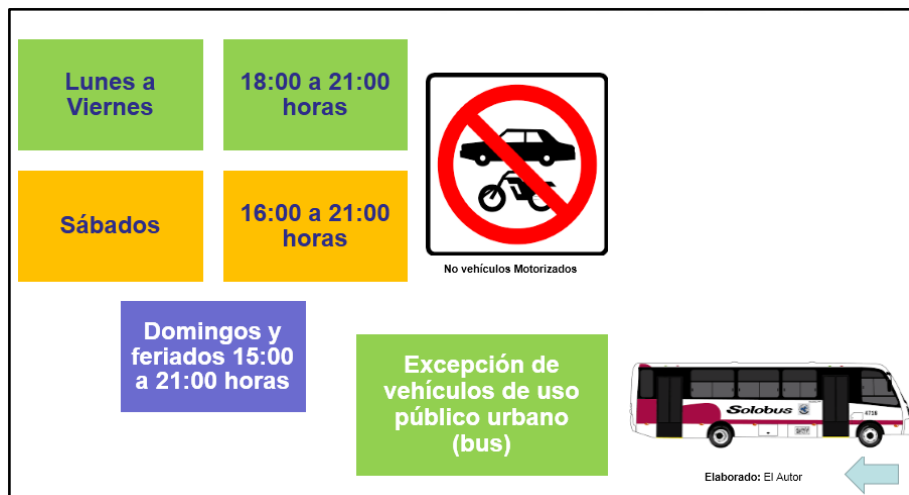 Lunes a
Viernes
18:00 a 21:00
horas
Sábados
16:00 a 21:00
horas
No vehículos Motorizados
Domingos y
feriados 15:00
a 21:00 horas
Excepción de
vehículos de uso
público urbano
(bus)
Solobus
4738
Elaborado: El Autor